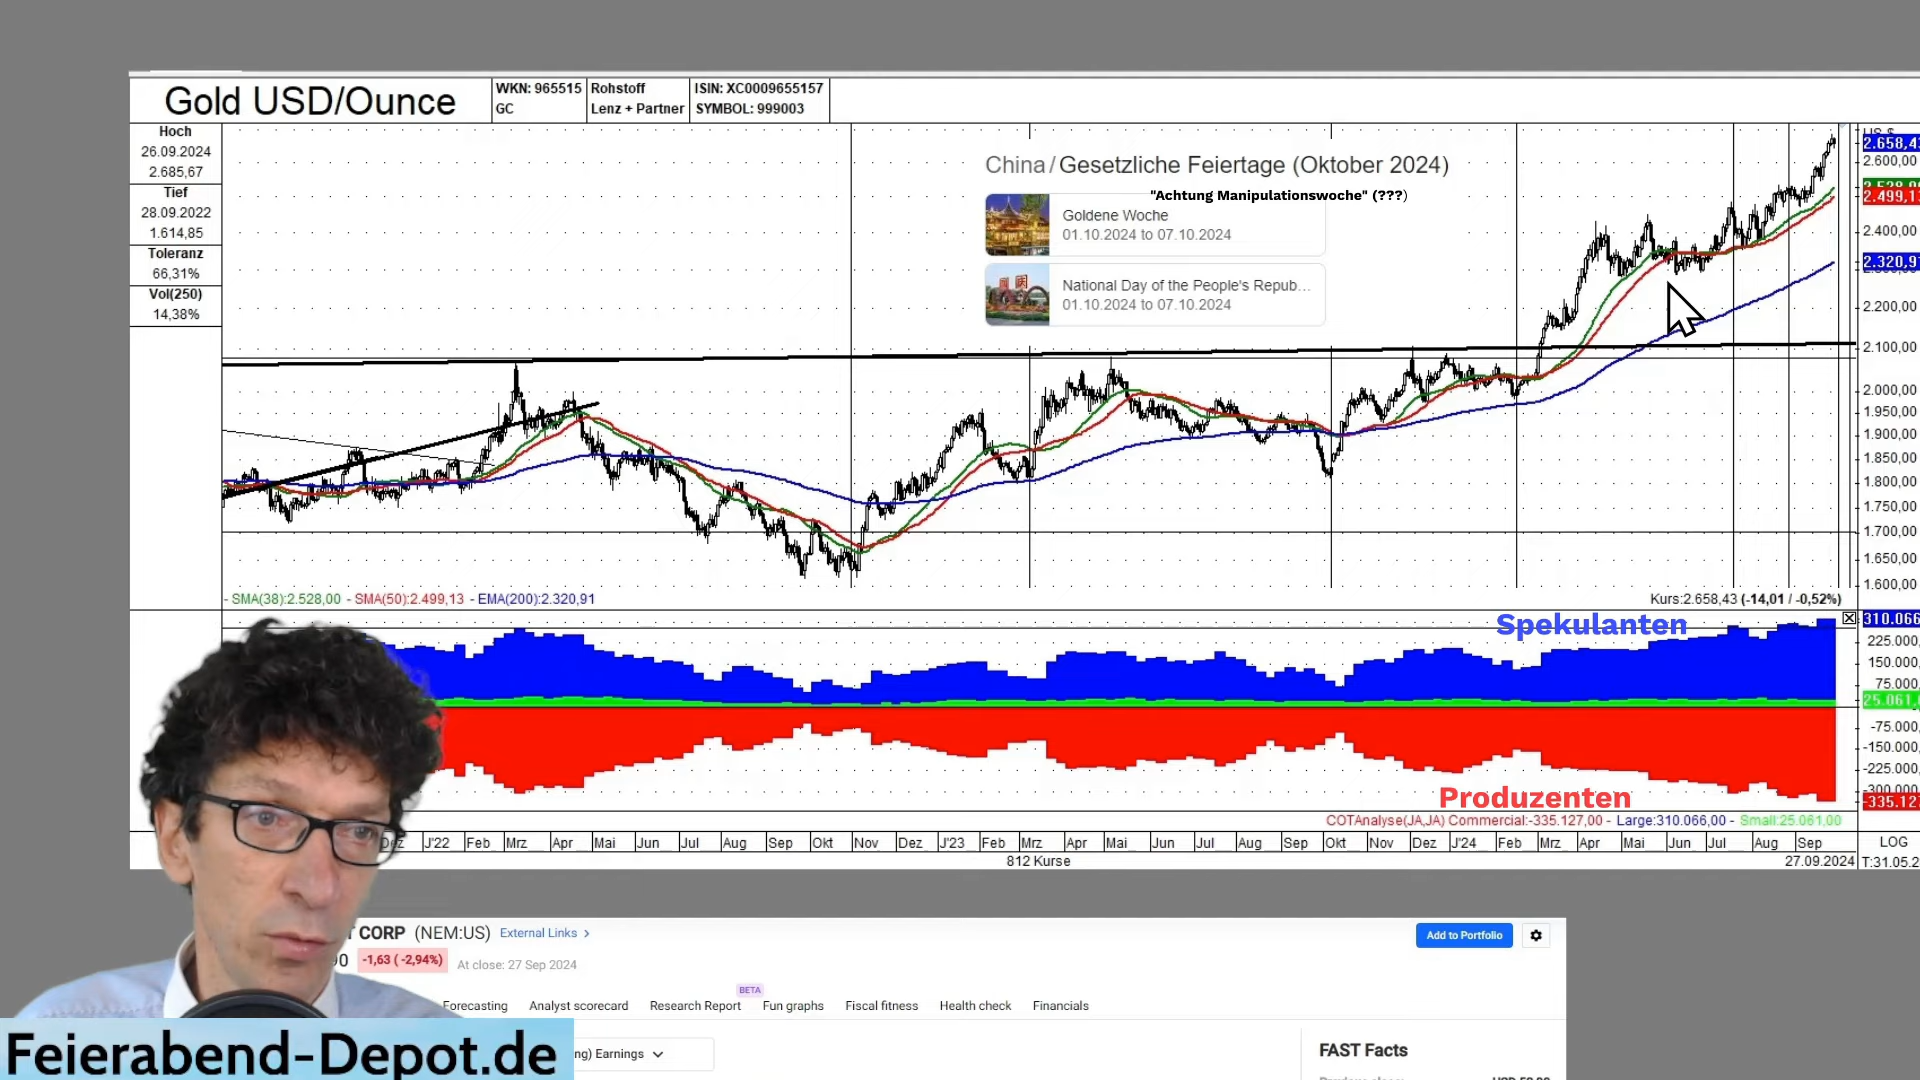 Gold USD/Ounce
WKN: 965515
GC
Rohstoff
Lenz + Partner
ISIN: XC0009655157
SYMBOL: 999003
Hoch
26.09.2024
2.685,67
Tief
28.09.2022
1.614,85
Toleranz
66,31%
Vol(250)
14,38%
China / Gesetzliche Feiertage (Oktober 2024)
"Achtung Manipulationswoche" (???)
Goldene Woche
01.10.2024 to 07.10.2024
National Day of the People's Repub...
01.10.2024 to 07.10.2024
2.658,4
2.600,00
2.499,1
2.400,00
2.320,9
2.200,00
2.100,00
2.000,00
1.950,00
1.900,00
1.850,00
1.800,00
1.750,00
1.700,00
1.650,00
1.600,00
- SMA(38):2.528,00 - SMA(50):2.499,13 - EMA(200):2.320,91
Kurs:2.658,43 (-14,01 / -0,52%)
Spekulanten
310.066
225.000,
150.000,
75.000,
25.061,
-75.000,
-150.000,
-225.000,
-300.000,
-335.127
Produzenten
COTAnalyse(JA,JA) Commercial:-335.127,00 - Large:310.066,00 - Small:25.061,00
Dez J'22 Feb Mrz Apr Mai Jun Jul Aug Sep Okt Nov Dez J'23 Feb Mrz Apr Mai Jun Jul Aug Sep Okt Nov Dez J'24 Feb Mrz Apr Mai Jun Jul Aug Sep
LOG
812 Kurse
27.09.2024
T:31.05.2
CORP (NEM:US) External Links >
-1,63 ( -2,94%) At close: 27 Sep 2024
Add to Portfolio
BETA
Forecasting Analyst scorecard Research Report Fun graphs Fiscal fitness Health check Financials
ng) Earnings
FAST Facts
Feierabend-Depot.de